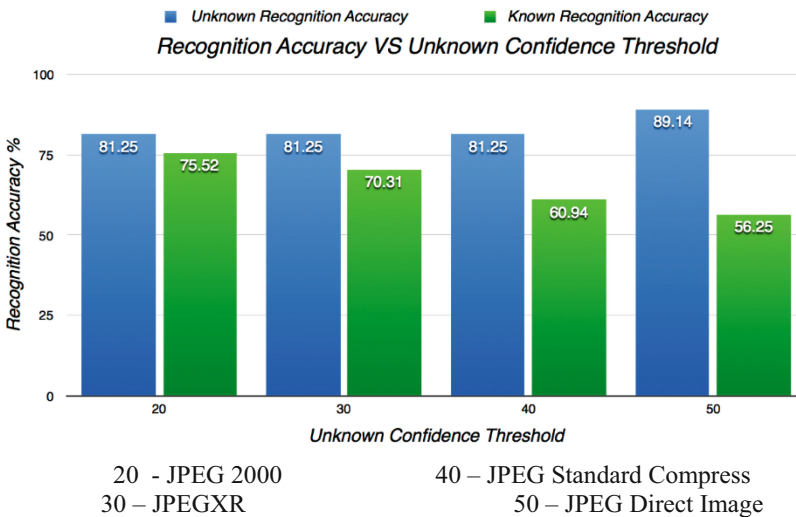 Unknown Recognition Accuracy Known Recognition Accuracy
Recognition Accuracy VS Unknown Confidence Threshold
Recognition Accuracy %
100
75
50
25
0
81.25 75.52 81.25 70.31 81.25 60.94 89.14 56.25
20 30 40 50
Unknown Confidence Threshold
20 - JPEG 2000 40 – JPEG Standard Compress
30 – JPEGXR 50 – JPEG Direct Image